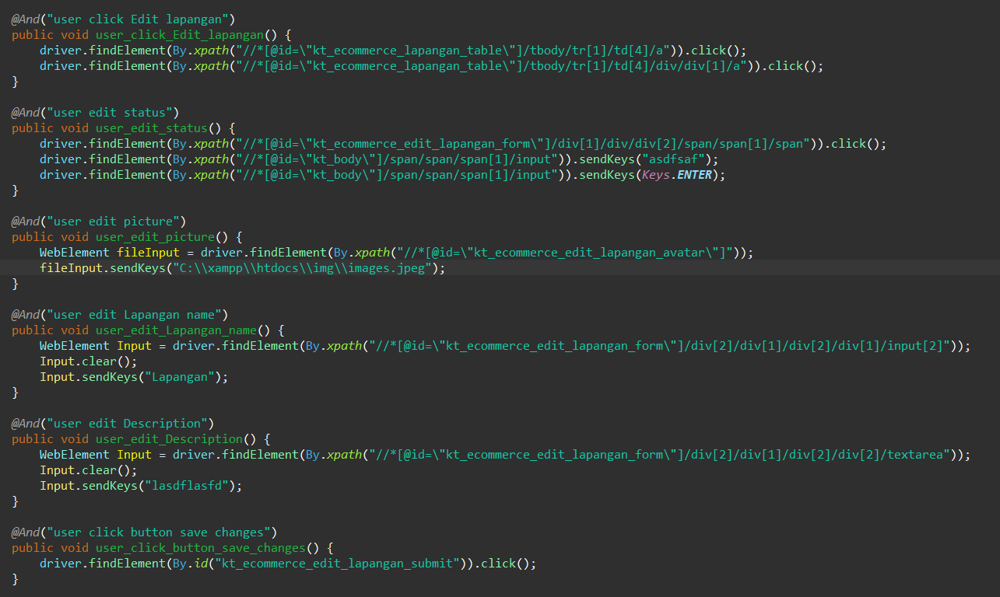 @And("user click Edit lapangan")
public void user_click_Edit_lapangan() {
    driver.findElement(By.xpath("//*[@id=\"kt_ecommerce_lapangan_table\"]/tbody/tr[1]/td[4]/a")).click();
    driver.findElement(By.xpath("//*[@id=\"kt_ecommerce_lapangan_table\"]/tbody/tr[1]/td[4]/div/div[1]/a")).click();
}

@And("user edit status")
public void user_edit_status() {
    driver.findElement(By.xpath("//*[@id=\"kt_ecommerce_edit_lapangan_form\"]/div[1]/div/div[2]/span/span[1]/span")).click();
    driver.findElement(By.xpath("//*[@id=\"kt_body\"]/span/span/span[1]/input")).sendKeys("asdfsaf");
    driver.findElement(By.xpath("//*[@id=\"kt_body\"]/span/span/span[1]/input")).sendKeys(Keys.ENTER);
}

@And("user edit picture")
public void user_edit_picture() {
    WebElement fileInput = driver.findElement(By.xpath("//*[@id=\"kt_ecommerce_edit_lapangan_avatar\"]"));
    fileInput.sendKeys("C:\\xampp\\htdocs\\img\\images.jpeg");
}

@And("user edit Lapangan name")
public void user_edit_Lapangan_name() {
    WebElement Input = driver.findElement(By.xpath("//*[@id=\"kt_ecommerce_edit_lapangan_form\"]/div[2]/div[1]/div[2]/div[1]/input[2]"));
    Input.clear();
    Input.sendKeys("Lapangan");
}

@And("user edit Description")
public void user_edit_Description() {
    WebElement Input = driver.findElement(By.xpath("//*[@id=\"kt_ecommerce_edit_lapangan_form\"]/div[2]/div[1]/div[2]/div[2]/textarea"));
    Input.clear();
    Input.sendKeys("lasdflasfd");
}

@And("user click button save changes")
public void user_click_button_save_changes() {
    driver.findElement(By.id("kt_ecommerce_edit_lapangan_submit")).click();
}